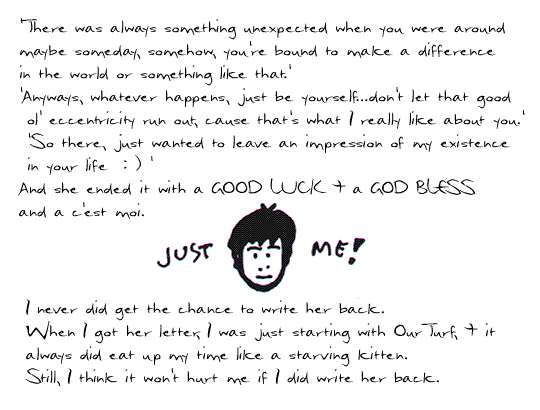 'There was always something unexpected when you were around
maybe someday, somehow, you're bound to make a difference
in the world or something like that.'
'Anyways, whatever happens, just be yourself...don't let that good
ol' eccentricity run out, cause that's what I really like about you.'
'So there, just wanted to leave an impression of my existence
in your life :) '
And she ended it with a GOOD LUCK + a GOD BLESS
and a c'est moi.
JUST ME!
I never did get the chance to write her back.
When I got her letter, I was just starting with Our Turf, + it
always did eat up my time like a starving kitten.
Still, I think it won't hurt me if I did write her back.